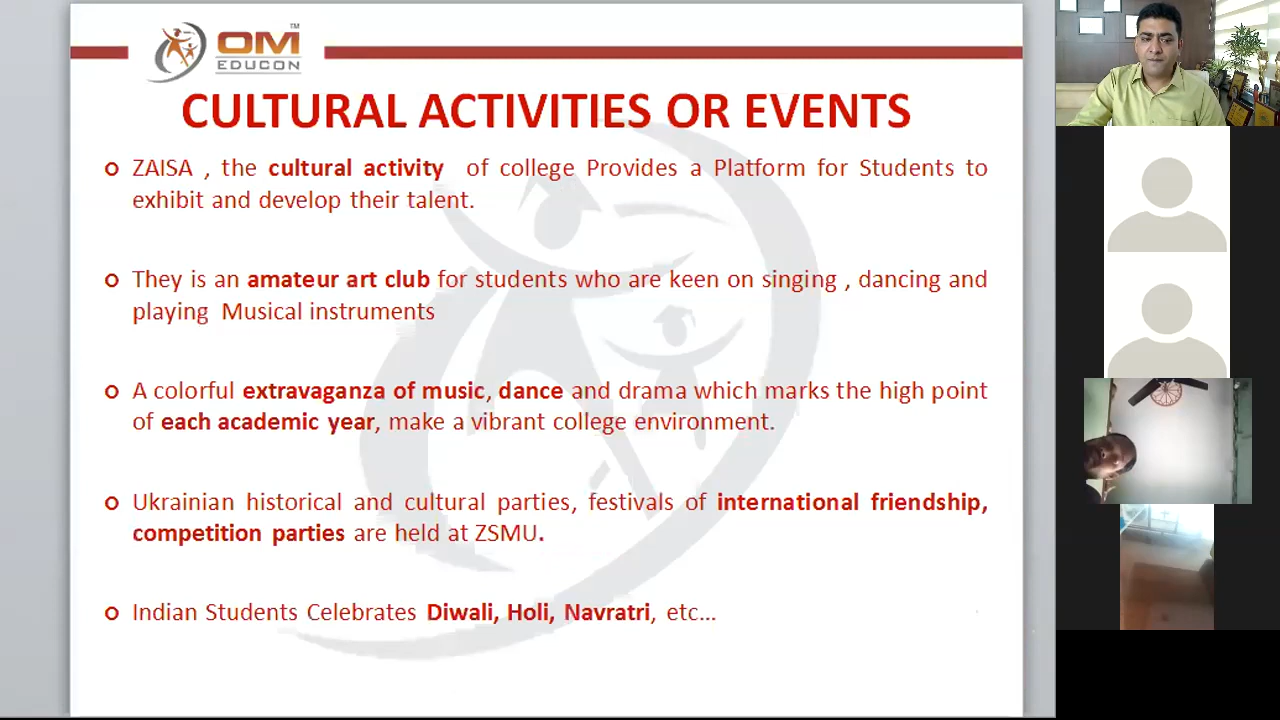 OM™
EDUCON
CULTURAL ACTIVITIES OR EVENTS
ZAISA , the cultural activity of college Provides a Platform for Students to
exhibit and develop their talent.
They is an amateur art club for students who are keen on singing , dancing and
playing Musical instruments
A colorful extravaganza of music, dance and drama which marks the high point
of each academic year, make a vibrant college environment.
Ukrainian historical and cultural parties, festivals of international friendship,
competition parties are held at ZSMU.
Indian Students Celebrates Diwali, Holi, Navratri, etc...